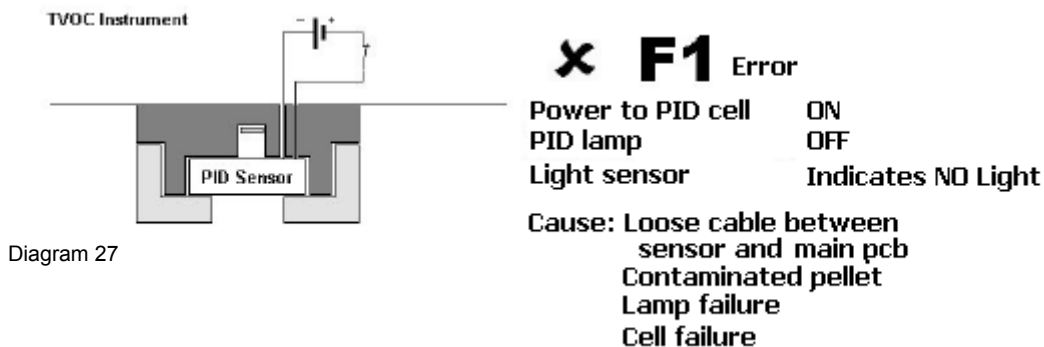 TVOC Instrument
- +
PID Sensor
Diagram 27
✘ F1 Error
Power to PID cell ON
PID lamp OFF
Light sensor Indicates NO Light
Cause: Loose cable between
sensor and main pcb
Contaminated pellet
Lamp failure
Cell failure